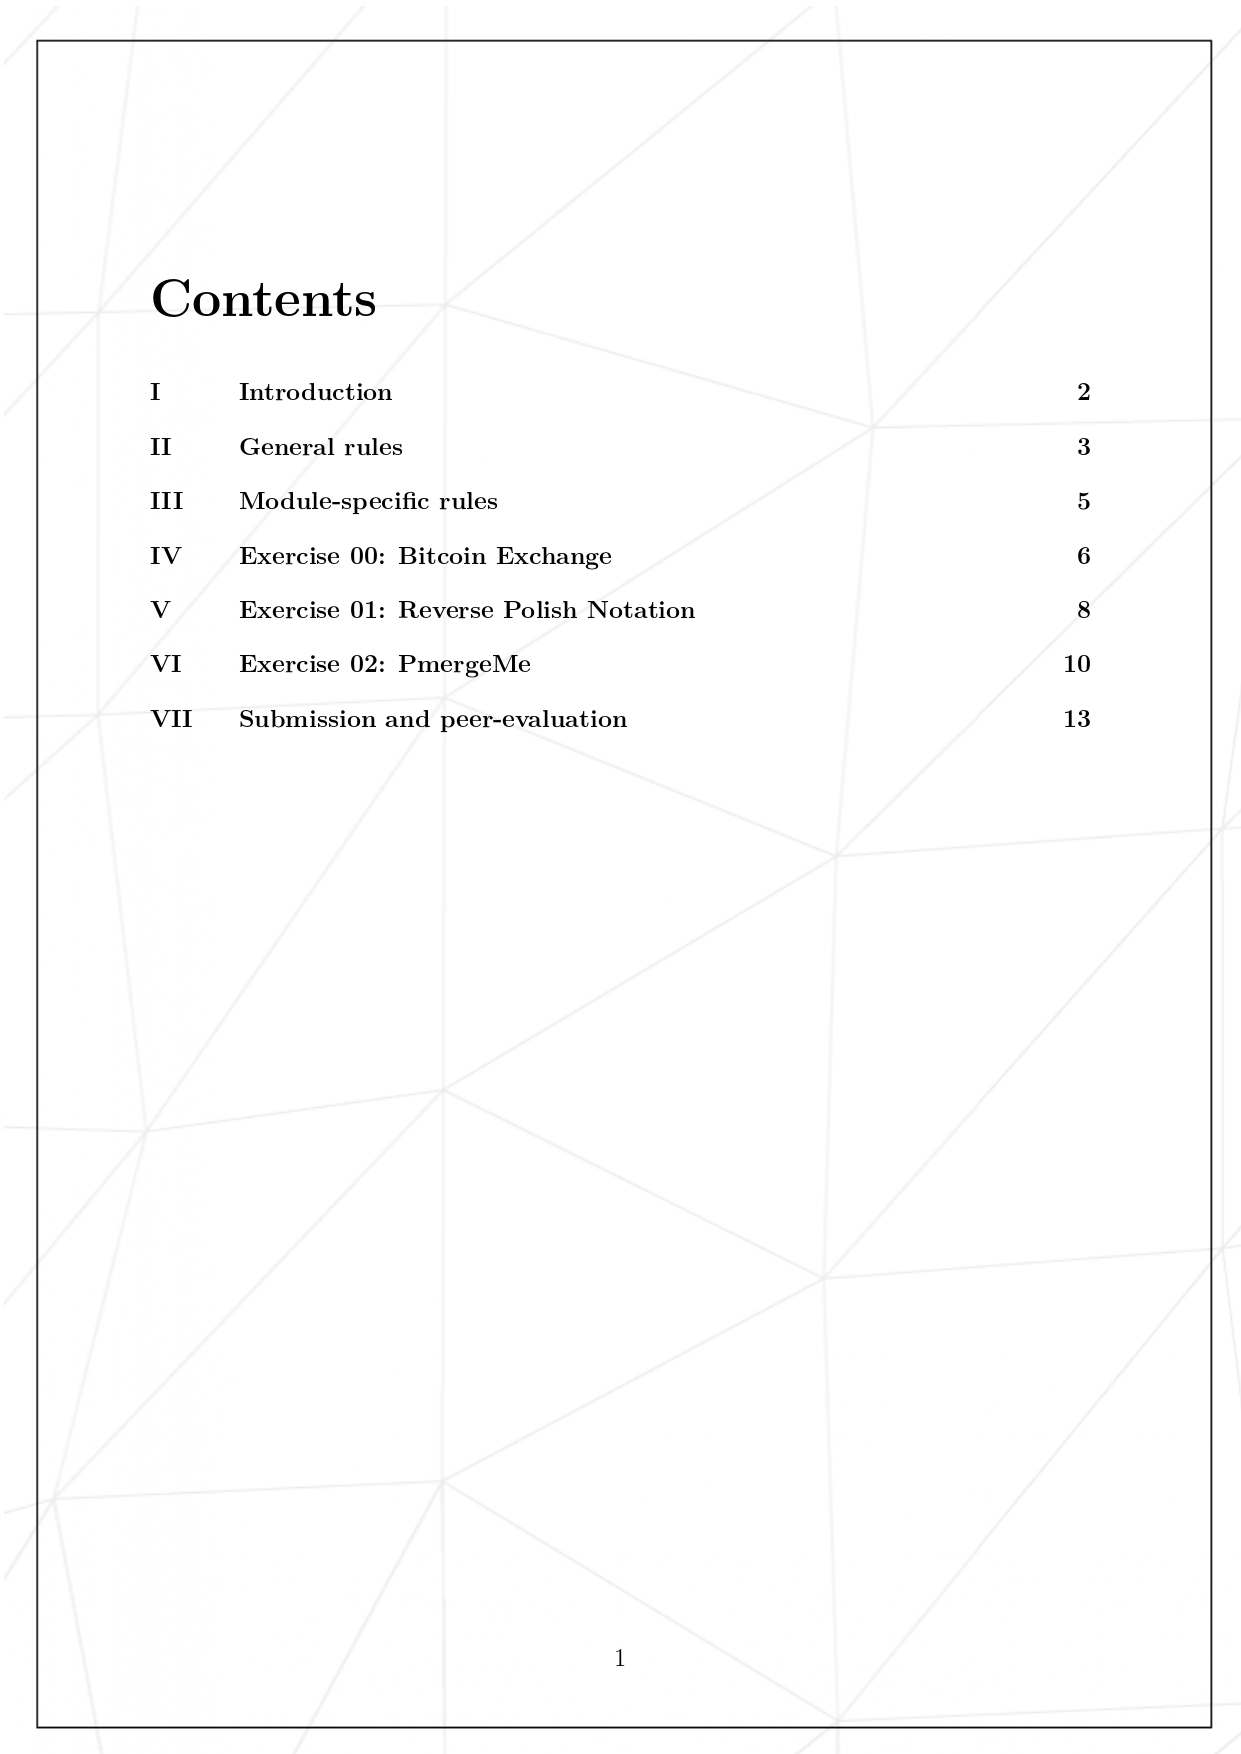 Contents
I Introduction 2
II General rules 3
III Module-specific rules 5
IV Exercise 00: Bitcoin Exchange 6
V Exercise 01: Reverse Polish Notation 8
VI Exercise 02: PmergeMe 10
VII Submission and peer-evaluation 13
1